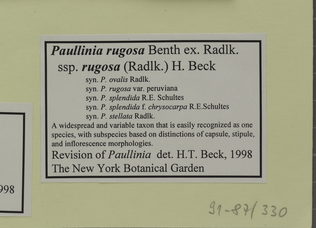 Paullinia rugosa Benth ex. Radlk.
ssp. rugosa (Radlk.) H. Beck
syn. P. ovalis Radlk.
syn. P. rugosa var. peruviana
syn. P. splendida R.E. Schultes
syn. P. splendida f. chrysocarpa R.E.Schultes
syn. P. stellata Radlk.
A widespread and variable taxon that is easily recognized as one
species, with subspecies based on distinctions of capsule, stipule,
and inflorescence morphologies.
Revision of Paullinia det. H.T. Beck, 1998
The New York Botanical Garden
998
91-87/330